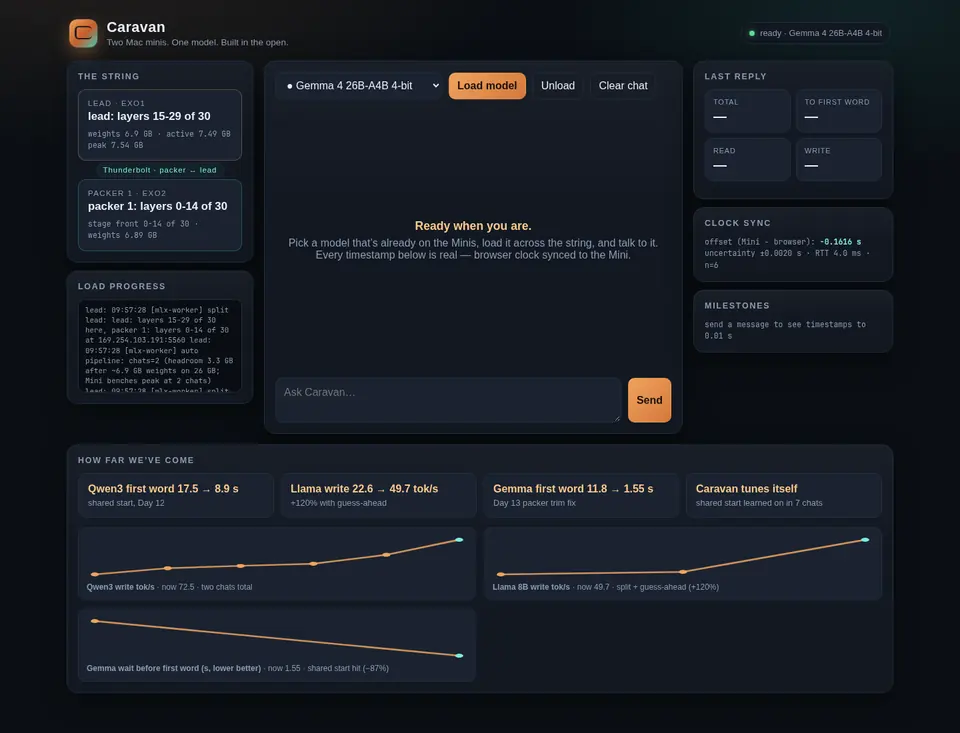 Caravan
Two Mac minis. One model. Built in the open.
ready · Gemma 4 26B-A4B 4-bit
THE STRING
LEAD · EXO1
lead: layers 15-29 of 30
weights 6.9 GB · active 7.49 GB
peak 7.54 GB
Thunderbolt · packer ↔ lead
PACKER 1 · EXO2
packer 1: layers 0-14 of 30
stage front 0-14 of 30 ·
weights 6.89 GB
LOAD PROGRESS
lead: 09:57:28 [mlx-worker] split
lead: lead: layers 15-29 of 30
here, packer 1: layers 0-14 of 30
at 169.254.103.191:5560 lead:
09:57:28 [mlx-worker] auto
pipeline: chats=2 (headroom 3.3 GB
after ~6.9 GB weights on 26 GB;
Mini benches peak at 2 chats)
lead: 09:57:28 [mlx-worker] split
● Gemma 4 26B-A4B 4-bit
Load model
Unload
Clear chat
Ready when you are.
Pick a model that's already on the Minis, load it across the string, and talk to it.
Every timestamp below is real — browser clock synced to the Mini.
Ask Caravan…
Send
LAST REPLY
TOTAL
—
TO FIRST WORD
—
READ
—
WRITE
—
CLOCK SYNC
offset (Mini - browser): -0.1616 s
uncertainty ±0.0020 s · RTT 4.0 ms ·
n=6
MILESTONES
send a message to see timestamps to
0.01 s
HOW FAR WE'VE COME
Qwen3 first word 17.5 → 8.9 s
shared start, Day 12
Llama write 22.6 → 49.7 tok/s
+120% with guess-ahead
Gemma first word 11.8 → 1.55 s
Day 13 packer trim fix
Caravan tunes itself
shared start learned on in 7 chats
Qwen3 write tok/s · now 72.5 · two chats total
Llama 8B write tok/s · now 49.7 · split + guess-ahead (+120%)
Gemma wait before first word (s, lower better) · now 1.55 · shared start hit (−87%)